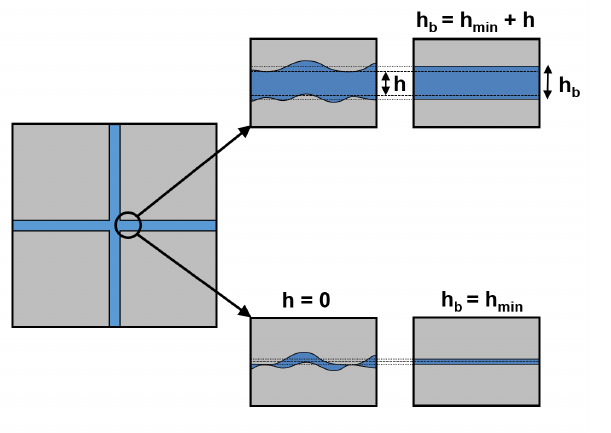 h_b = h_min + h
h
h_b
h = 0
h_b = h_min